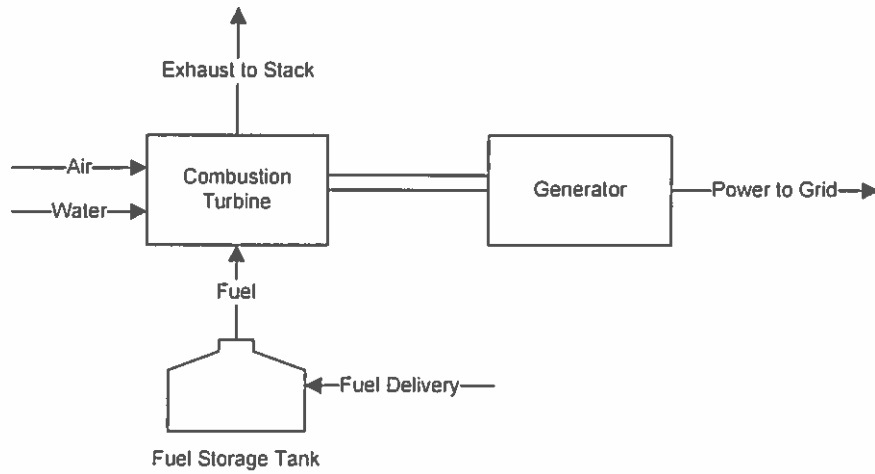 Exhaust to Stack
Air
Combustion
Turbine
Generator
Power to Grid
Water
Fuel
Fuel Delivery
Fuel Storage Tank